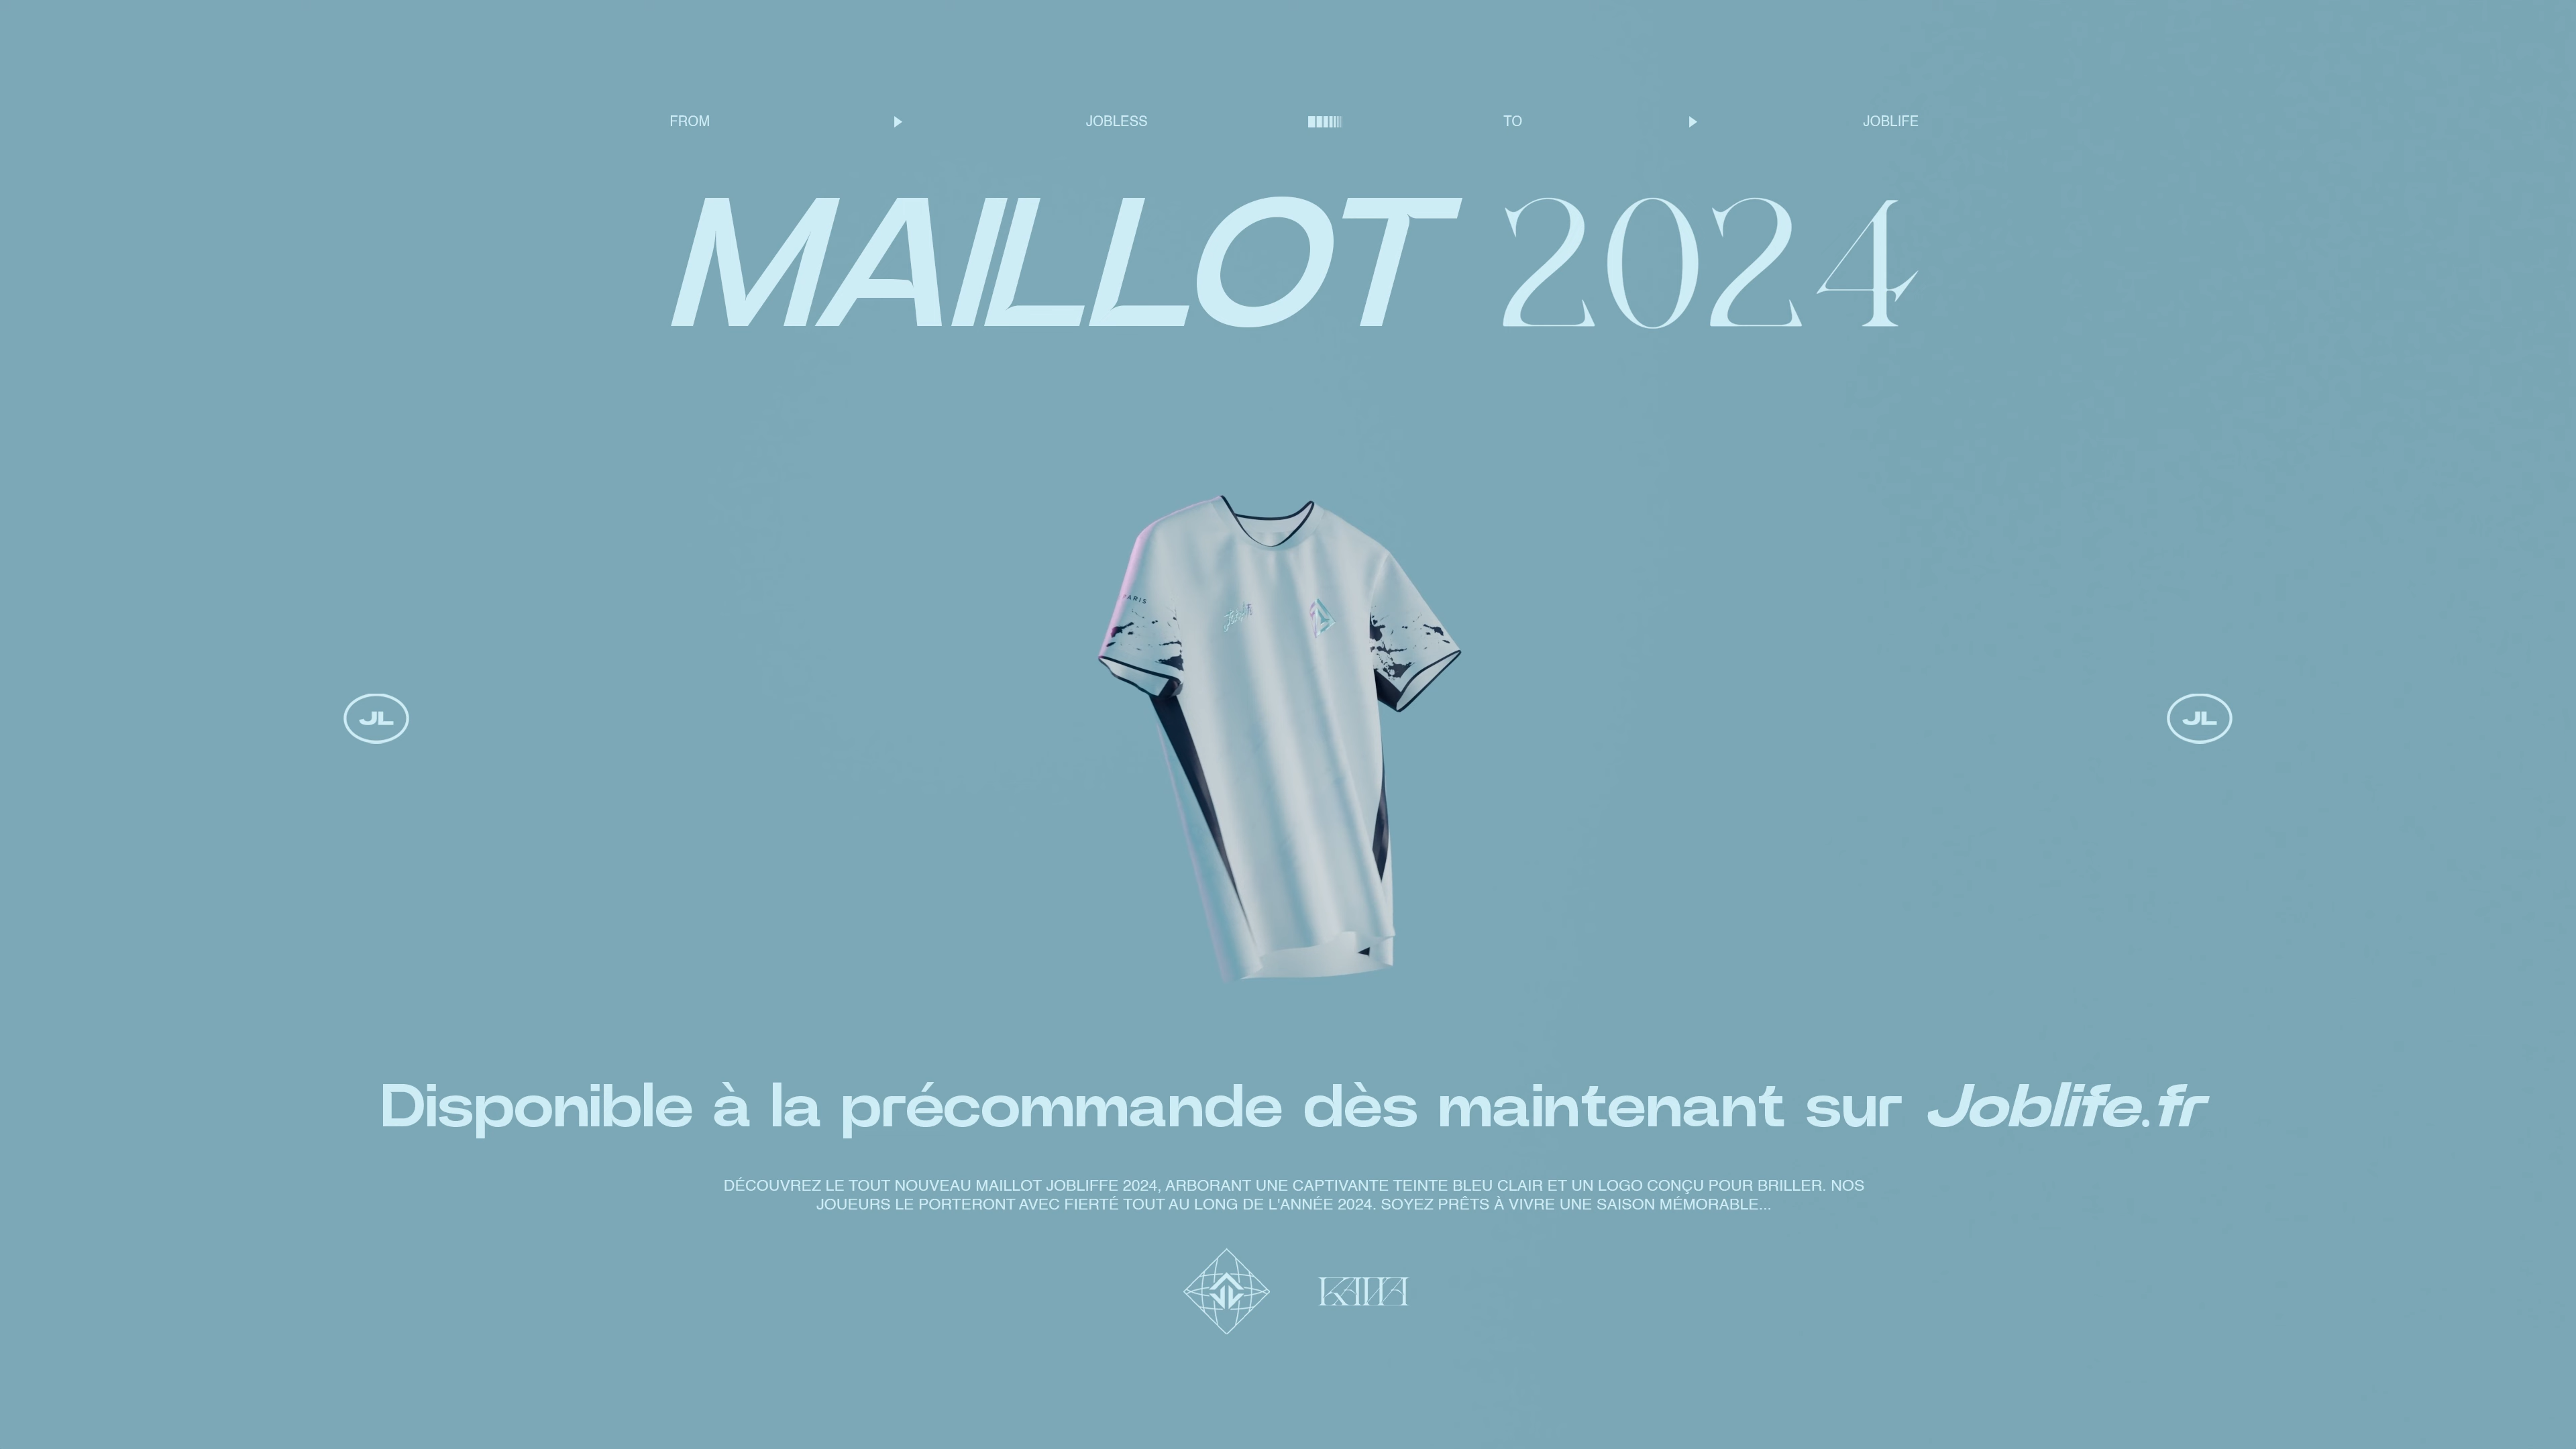 FROM JOBLESS TO JOBLIFE
MAILLOT 2024
PARIS
JL JL
Disponible à la précommande dès maintenant sur Joblife.fr
DÉCOUVREZ LE TOUT NOUVEAU MAILLOT JOBLIFFE 2024, ARBORANT UNE CAPTIVANTE TEINTE BLEU CLAIR ET UN LOGO CONÇU POUR BRILLER. NOS
JOUEURS LE PORTERONT AVEC FIERTÉ TOUT AU LONG DE L'ANNÉE 2024. SOYEZ PRÊTS À VIVRE UNE SAISON MÉMORABLE...
KAWA